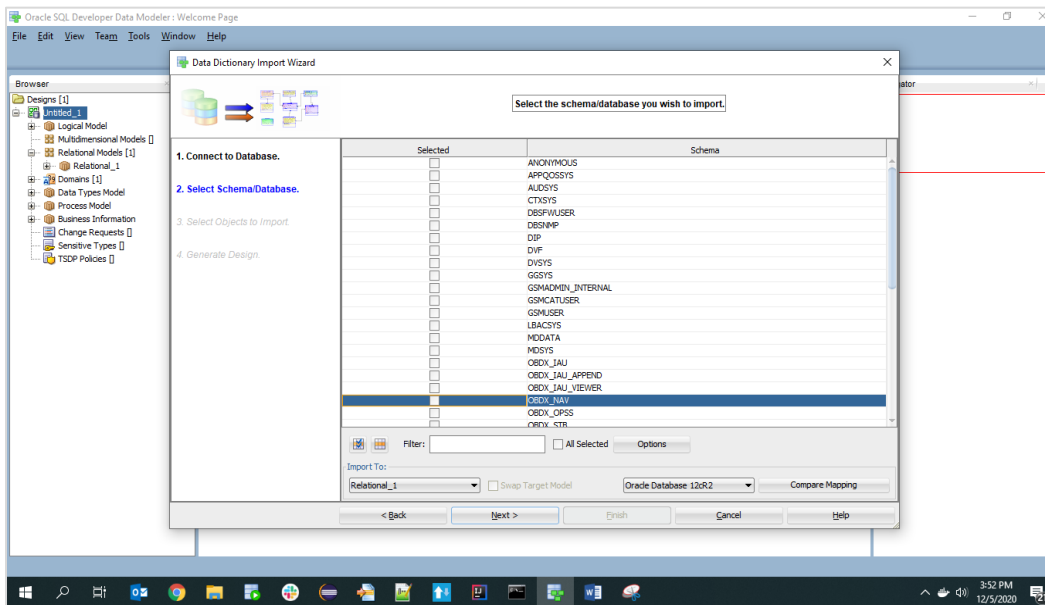 Oracle SQL Developer Data Modeler : Welcome Page
File Edit View Team Tools Window Help
Data Dictionary Import Wizard
Browser
Designs [1]
Untitled_1
Logical Model
Multidimensional Models []
Relational Models [1]
Relational_1
Domains [1]
Data Types Model
Process Model
Business Information
Change Requests []
Sensitive Types []
TSDP Policies []
Select the schema/database you wish to import.
1. Connect to Database.
2. Select Schema/Database.
3. Select Objects to Import.
4. Generate Design.
Selected Schema
ANONYMOUS
APPQOSSYS
AUDSYS
CTXSYS
DBSFWUSER
DBSNMP
DIP
DVF
DVSYS
GGSYS
GSMADMIN_INTERNAL
GSMCATUSER
GSMUSER
LBACSYS
MDDATA
MDSYS
OBDX_IAU
OBDX_IAU_APPEND
OBDX_IAU_VIEWER
OBDX_NAV
OBDX_OPSS
OBDX_STB
Filter: All Selected Options
Import To:
Relational_1 Swap Target Model Oracle Database 12cR2 Compare Mapping
< Back Next > Finish Cancel Help
3:52 PM
12/5/2020